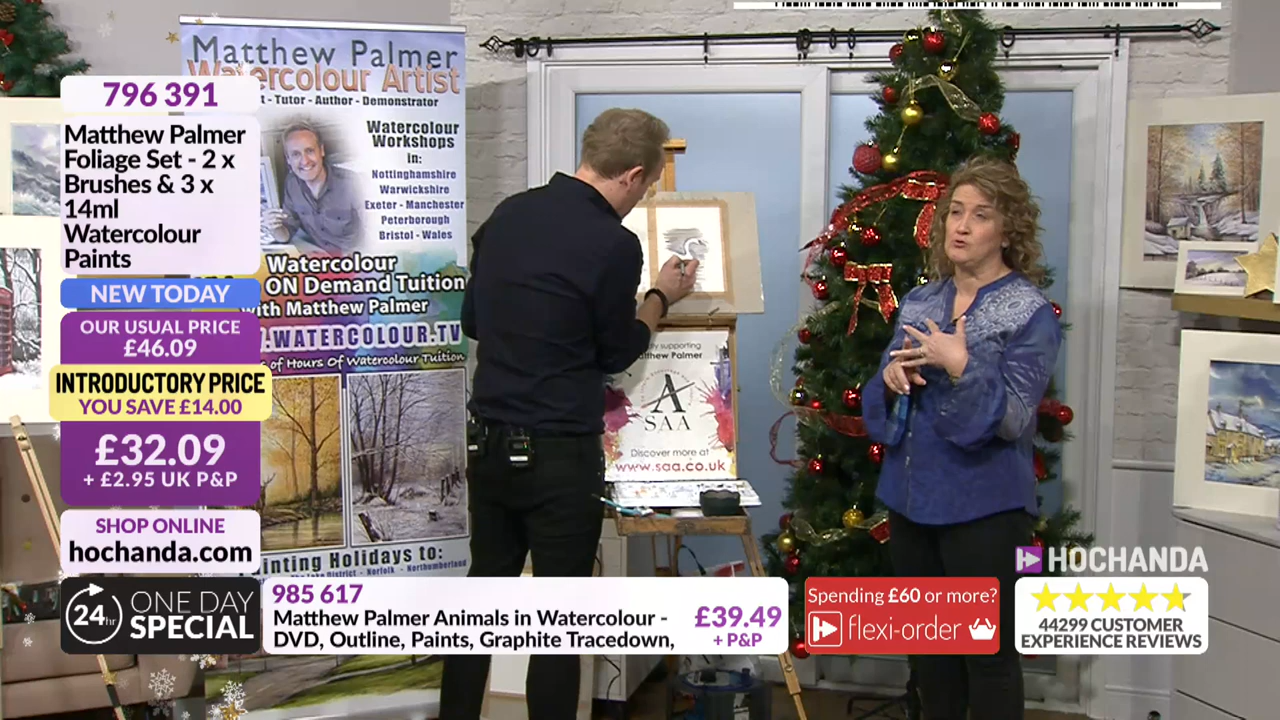 Matthew Palmer
Watercolour Artist
t - Tutor - Author - Demonstrator
Watercolour
Workshops
in:
Nottinghamshire
Warwickshire
Exeter - Manchester
Peterborough
Bristol - Wales
Watercolour
ON Demand Tuition
with Matthew Palmer
.WATERCOLOUR.TV
of Hours Of Watercolour Tuition
inting Holidays to:
District - Norfolk - Northumberland
796 391
Matthew Palmer
Foliage Set - 2 x
Brushes & 3 x
14ml
Watercolour
Paints
NEW TODAY
OUR USUAL PRICE
£46.09
INTRODUCTORY PRICE
YOU SAVE £14.00
£32.09
+ £2.95 UK P&P
SHOP ONLINE
hochanda.com
supporting
Matthew Palmer
A
SAA
Discover more at
www.saa.co.uk
HOCHANDA
24hr
ONE DAY
SPECIAL
985 617
Matthew Palmer Animals in Watercolour -
DVD, Outline, Paints, Graphite Tracedown,
£39.49
+ P&P
Spending £60 or more?
flexi-order
44299 CUSTOMER
EXPERIENCE REVIEWS